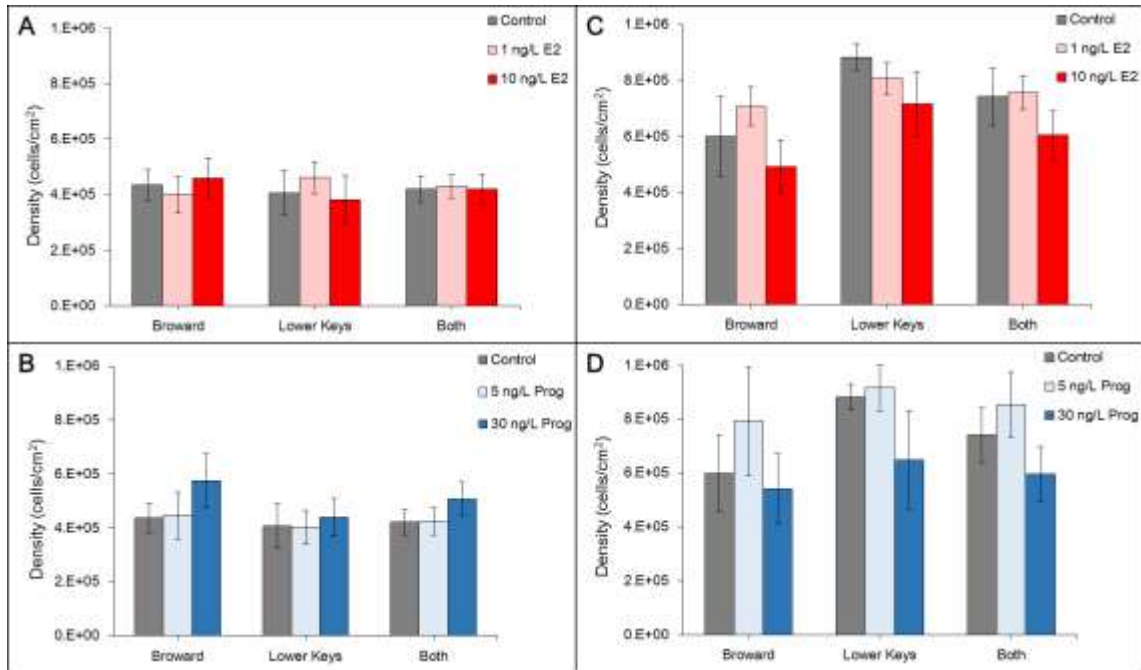 A
Control
1 ng/L E2
10 ng/L E2
Density (cells/cm²)
1.E+06
8.E+05
6.E+05
4.E+05
2.E+05
0.E+00
Broward Lower Keys Both
C
Control
1 ng/L E2
10 ng/L E2
Density (cells/cm²)
1.E+06
8.E+05
6.E+05
4.E+05
2.E+05
0.E+00
Broward Lower Keys Both
B
Control
5 ng/L Prog
30 ng/L Prog
Density (cells/cm²)
1.E+06
8.E+05
6.E+05
4.E+05
2.E+05
0.E+00
Broward Lower Keys Both
D
Control
5 ng/L Prog
30 ng/L Prog
Density (cells/cm²)
1.E+06
8.E+05
6.E+05
4.E+05
2.E+05
0.E+00
Broward Lower Keys Both